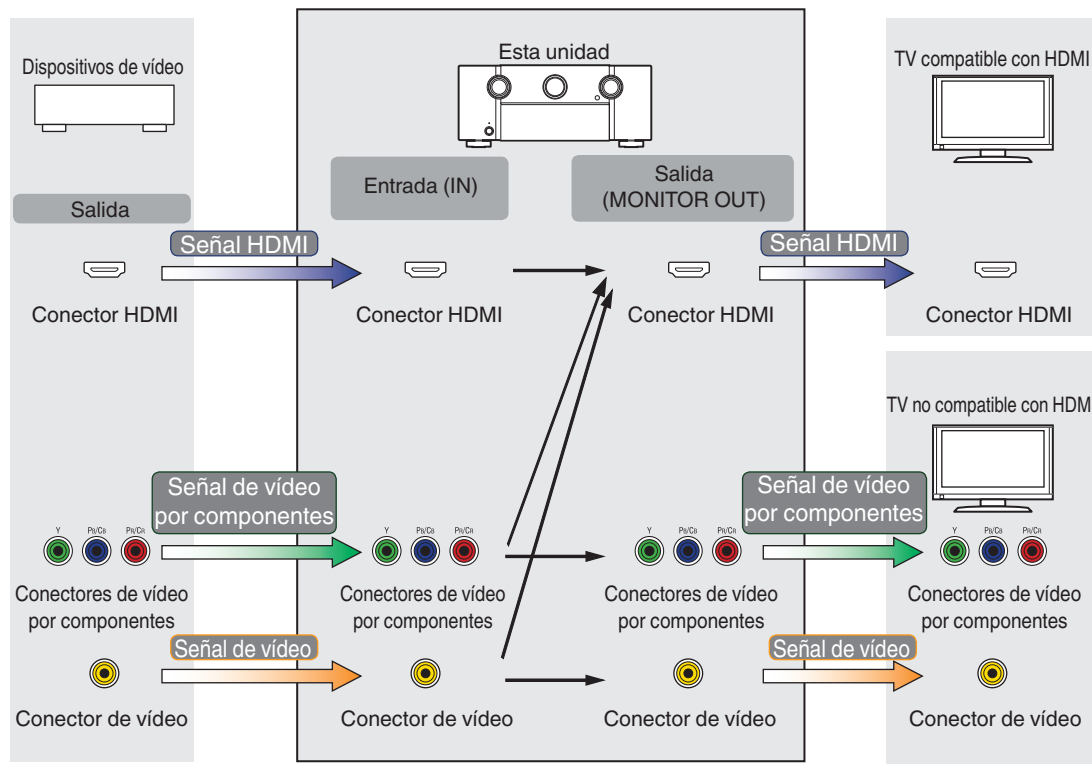 Dispositivos de vídeo
Esta unidad
TV compatible con HDMI
Salida
Entrada (IN)
Salida
(MONITOR OUT)
Señal HDMI
Señal HDMI
Conector HDMI
Conector HDMI
Conector HDMI
Conector HDMI
TV no compatible con HDM
Señal de vídeo
por componentes
Señal de vídeo
por componentes
Y PB/CB PR/CR
Y PB/CB PR/CR
Y PB/CB PR/CR
Y PB/CB PR/CR
Conectores de vídeo
por componentes
Conectores de vídeo
por componentes
Conectores de vídeo
por componentes
Conectores de vídeo
por componentes
Señal de vídeo
Señal de vídeo
Conector de vídeo
Conector de vídeo
Conector de vídeo
Conector de vídeo